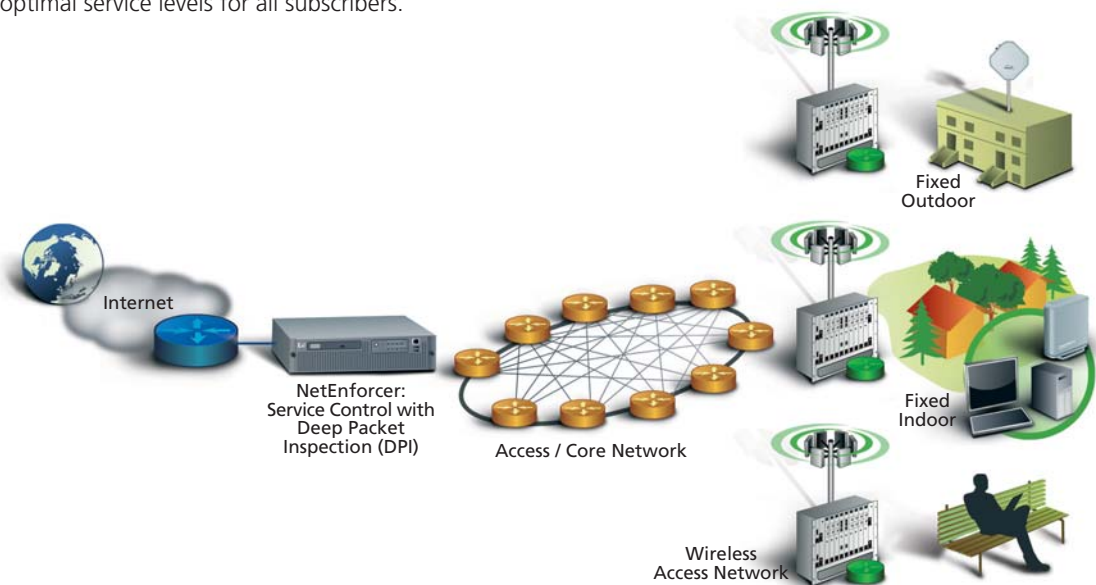 optimal service levels for all subscribers.
Fixed
Outdoor
Internet
NetEnforcer:
Service Control with
Deep Packet
Inspection (DPI)
Access / Core Network
Fixed
Indoor
Wireless
Access Network